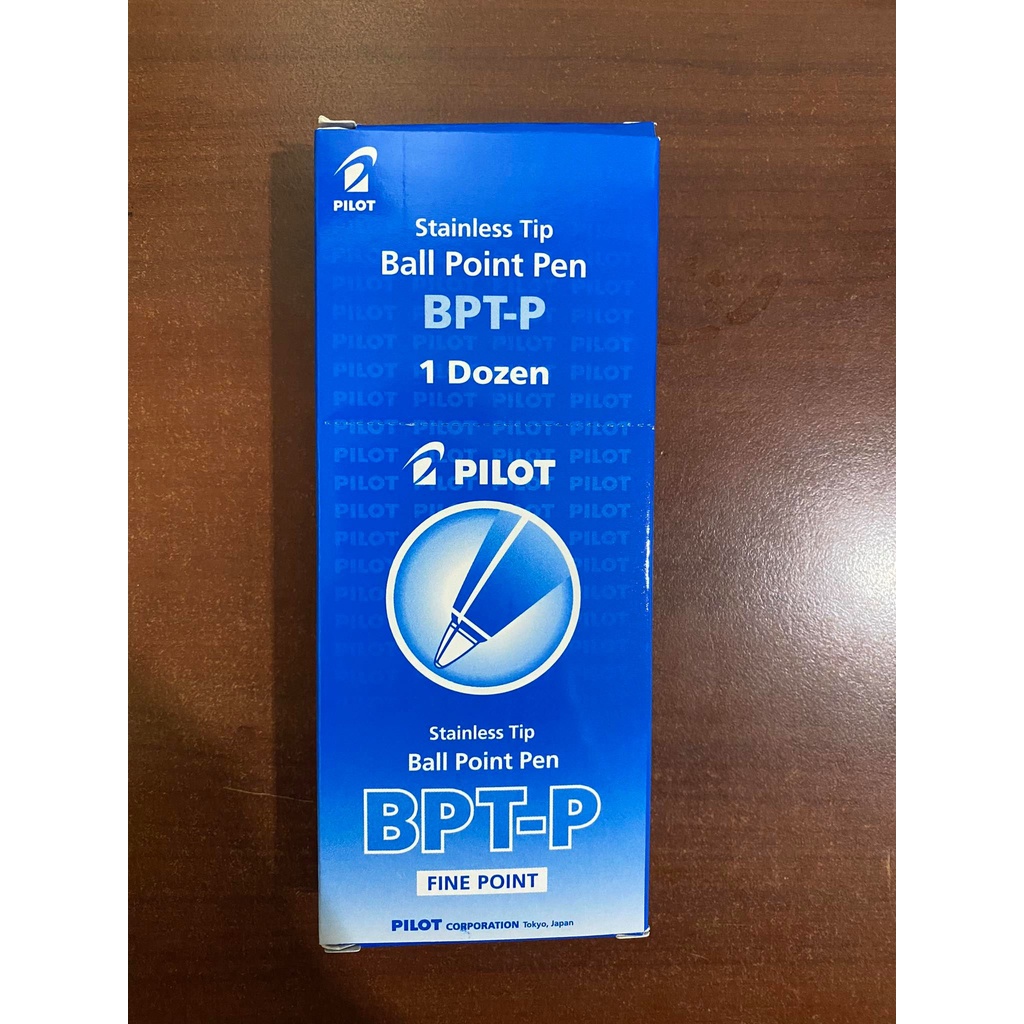 PILOT
Stainless Tip
Ball Point Pen
BPT-P
1 Dozen
PILOT
Stainless Tip
Ball Point Pen
BPT-P
FINE POINT
PILOT CORPORATION Tokyo, Japan